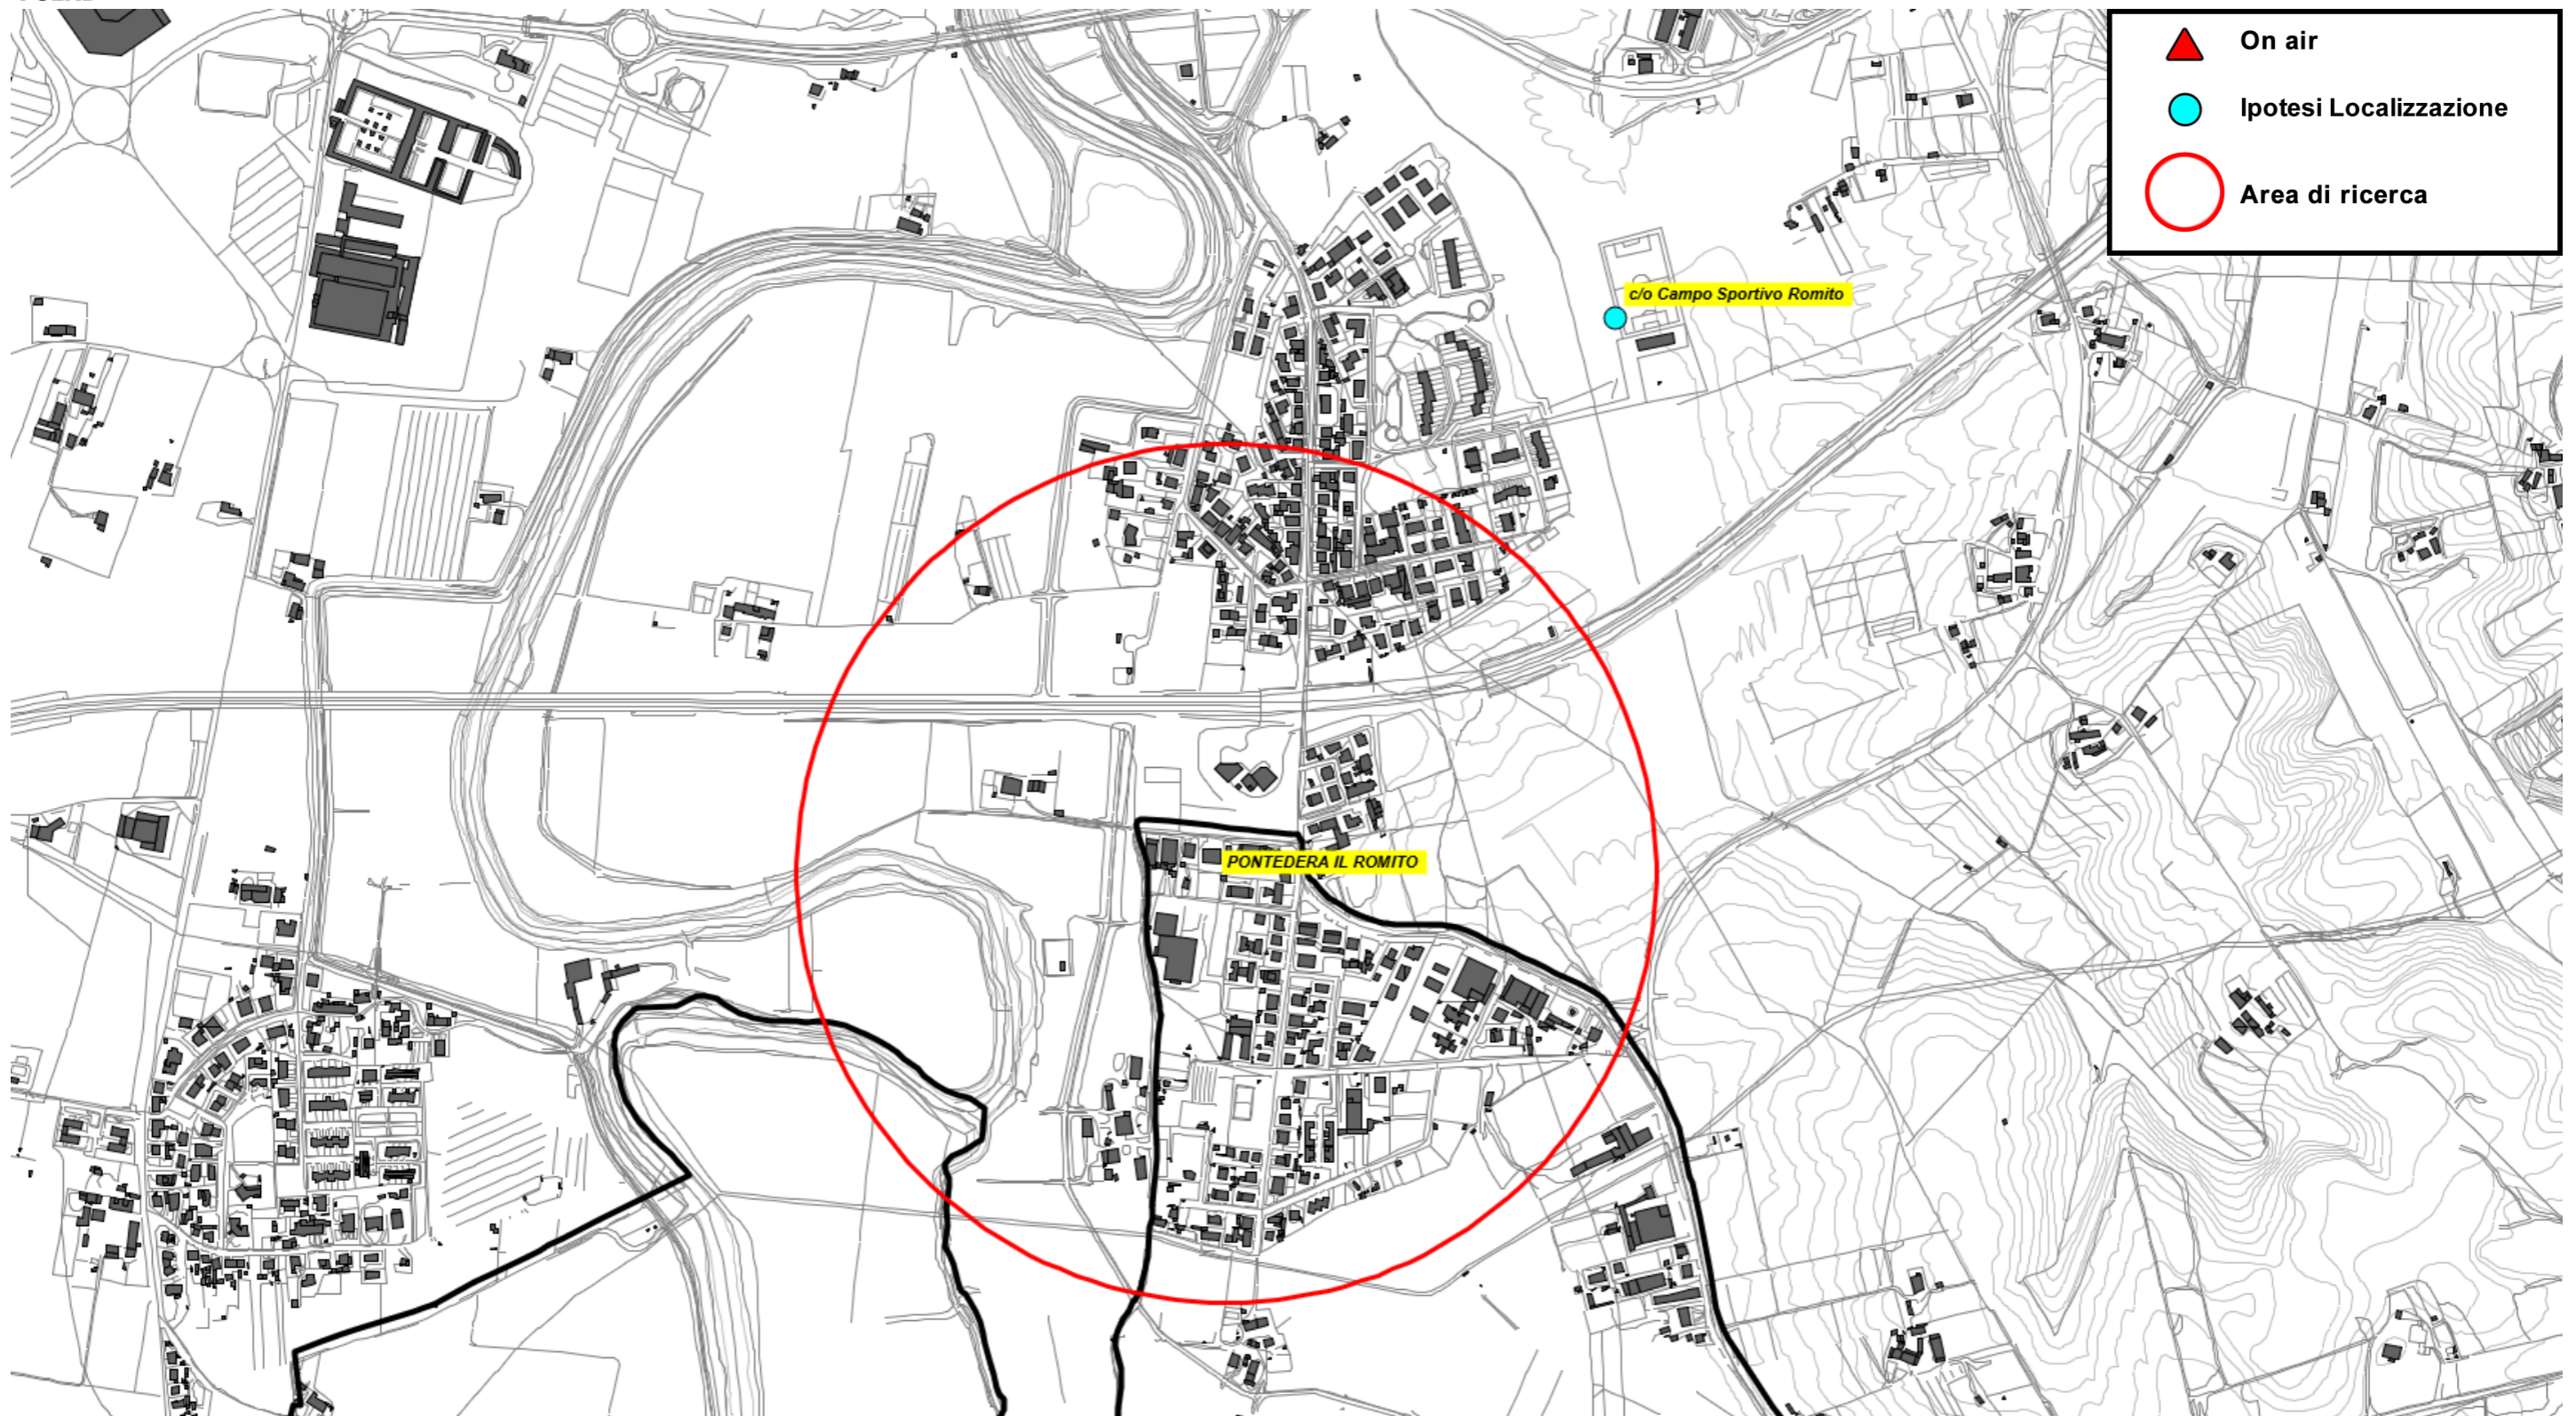 On air
Ipotesi Localizzazione
Area di ricerca
c/o Campo Sportivo Romito
PONTEDERA IL ROMITO